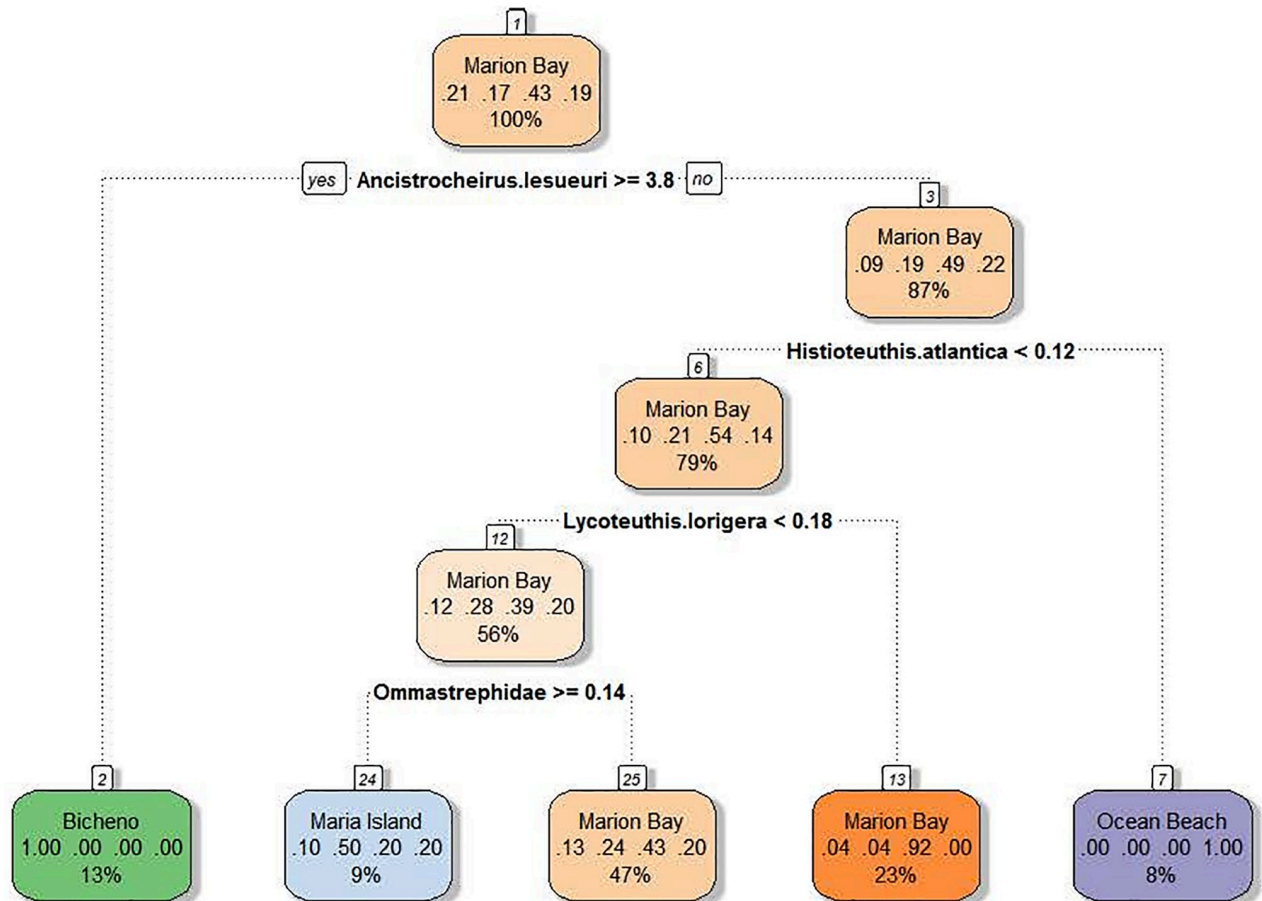 1
Marion Bay
.21 .17 .43 .19
100%
yes Ancistrocheirus.lesueuri >= 3.8 no
3
Marion Bay
.09 .19 .49 .22
87%
Histioteuthis.atlantica < 0.12
6
Marion Bay
.10 .21 .54 .14
79%
Lycoteuthis.lorigera < 0.18
12
Marion Bay
.12 .28 .39 .20
56%
Ommastrephidae >= 0.14
2
Bicheno
1.00 .00 .00 .00
13%
24
Maria Island
.10 .50 .20 .20
9%
25
Marion Bay
.13 .24 .43 .20
47%
13
Marion Bay
.04 .04 .92 .00
23%
7
Ocean Beach
.00 .00 .00 1.00
8%